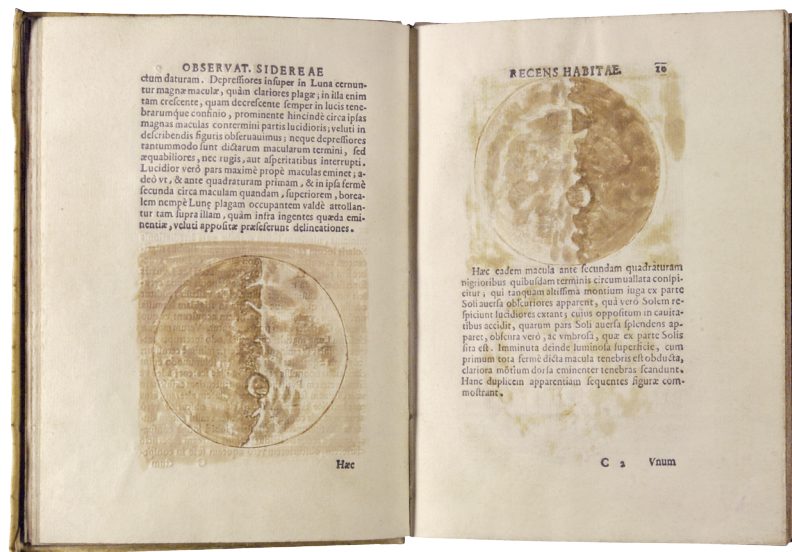 OBSERVAT. SIDEREAE
ctum daturam. Depreſſiores inſuper in Luna cernun-
tur magnæ maculæ, quàm clariores plagæ; in illa enim
tam creſcente, quam decreſcente ſemper in lucis tene-
brarumque confinio, prominente hincindè circa ipſas
magnas maculas contermini partis lucidioris; veluti in
deſcribendis figuris obſeruauimus; neque depreſſiores
tantummodo ſunt dictarum macularum termini, ſed
æquabiliores, nec rugis, aut aſperitatibus interrupti.
Lucidior verò pars maximè propè maculas eminet; a-
deò vt, & ante quadraturam primam, & in ipſa fermè
ſecunda circa maculam quandam, ſuperiorem, borea-
lem nempè Lunę plagam occupantem valdè attollan-
tur tam ſupra illam, quàm infra ingentes quæda emi-
nentiæ, veluti appoſitæ præſeferunt delineationes.
Hæc
RECENS HABITAE. 10
Hæc eadem macula ante ſecundam quadraturam
nigrioribus quibuſdam terminis circumuallata conſpi-
citur; qui tanquam altiſſima montium iuga ex parte
Soli auerſa obſcuriores apparent, quà verò Solem re-
ſpiciunt lucidiores extant; cuius oppoſitum in cauita-
tibus accidit, quarum pars Soli auerſa ſplendens ap-
paret, obſcura verò, ac vmbroſa, quæ ex parte Solis
ſita eſt. Imminuta deinde luminoſa ſuperficie, cum
primum tota fermè dicta macula tenebris eſt obducta,
clariora mõtium dorſa eminenter tenebras ſcandunt.
Hanc duplicem apparentiam ſequentes figuræ com-
moſtrant.
C 2 Vnum